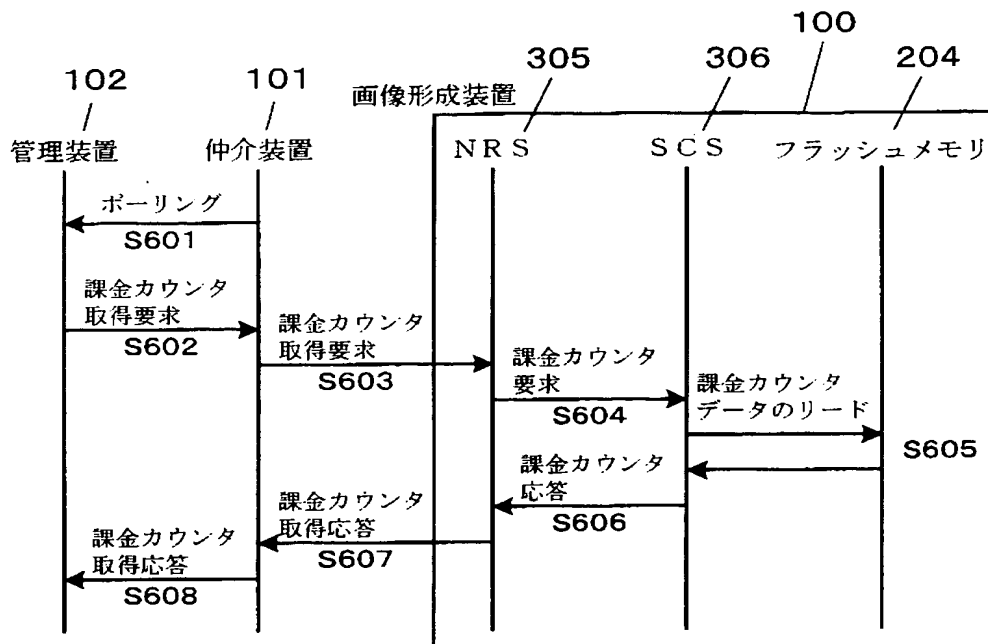 100
102
101
305
306
204
画像形成装置
管理装置
仲介装置
NRS
SCS
フラッシュメモリ
ポーリング
S601
課金カウンタ
取得要求
S602
課金カウンタ
取得要求
S603
課金カウンタ
要求
S604
課金カウンタ
データのリード
S605
課金カウンタ
応答
S606
課金カウンタ
取得応答
S607
課金カウンタ
取得応答
S608